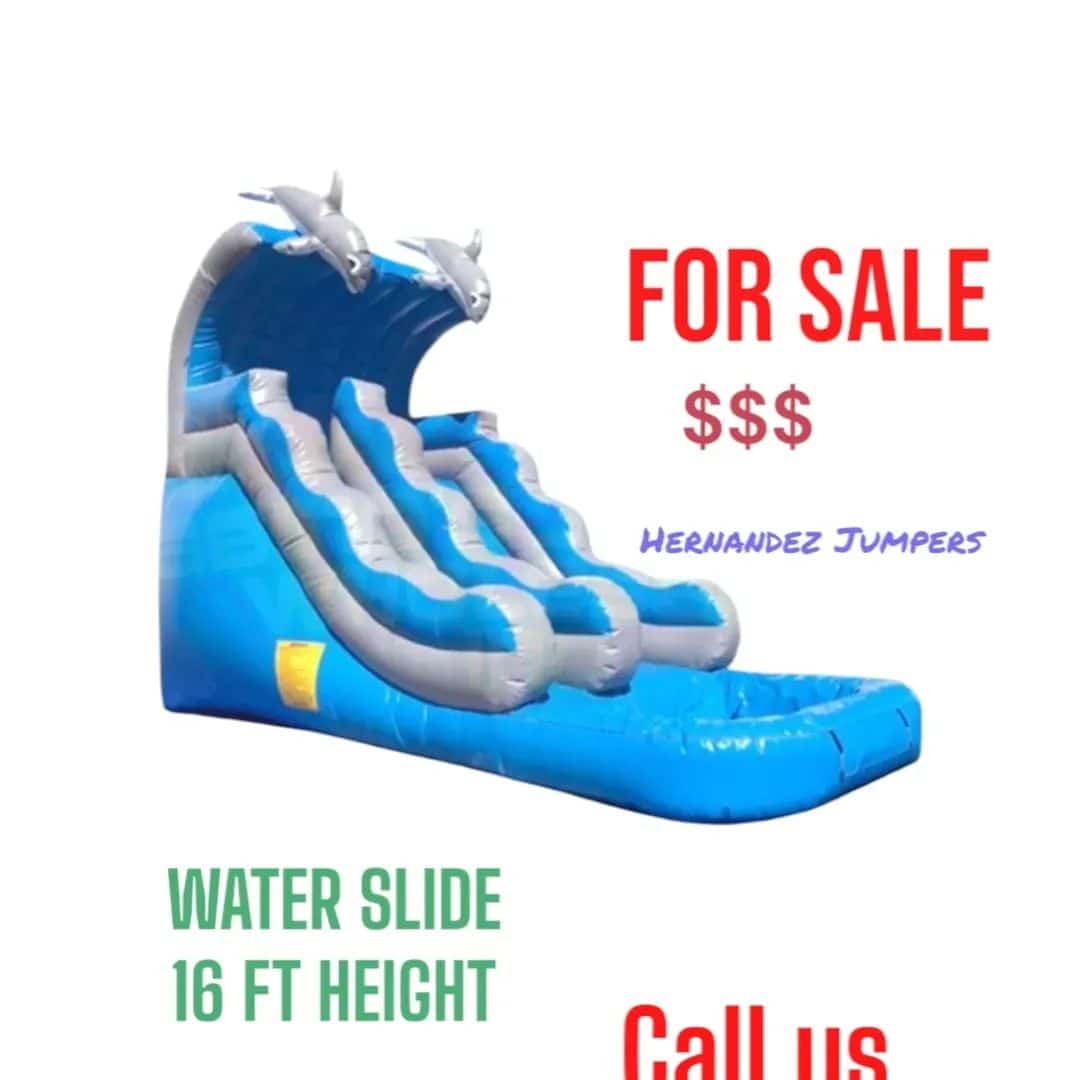 FOR SALE
$$$
HERNANDEZ JUMPERS
WATER SLIDE
16 FT HEIGHT
Call us